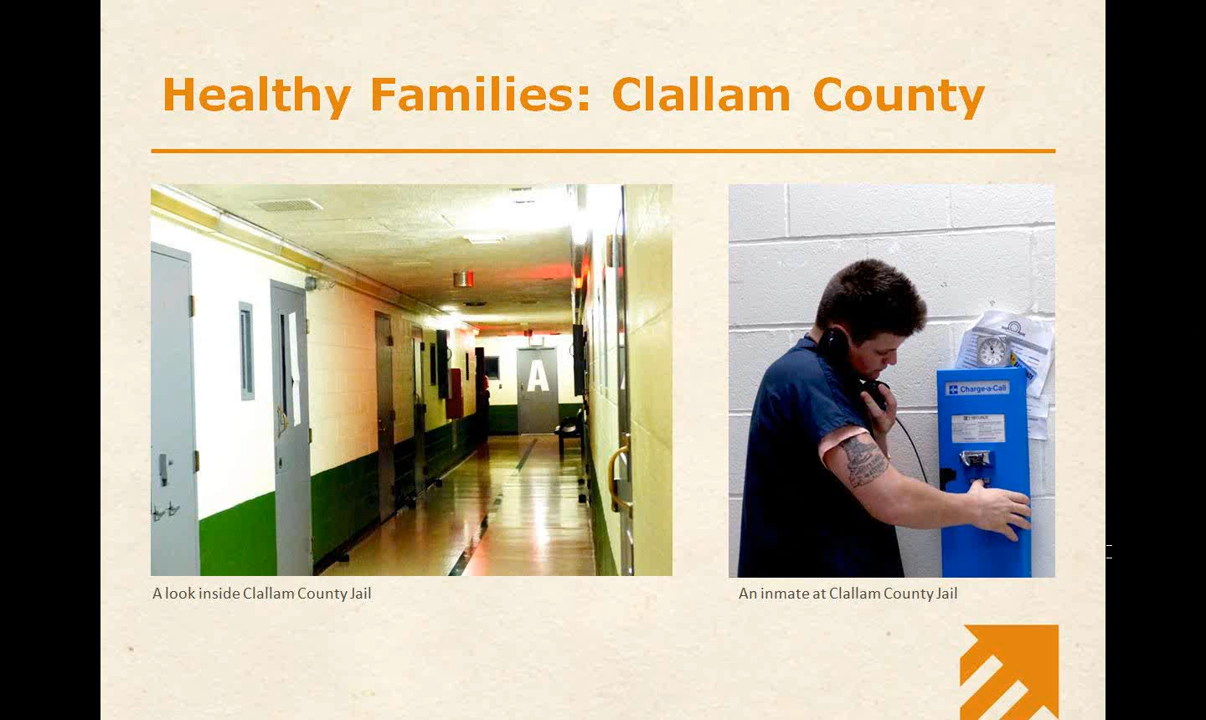 Healthy Families: Clallam County
A
Charge-a-Call
A look inside Clallam County Jail
An inmate at Clallam County Jail